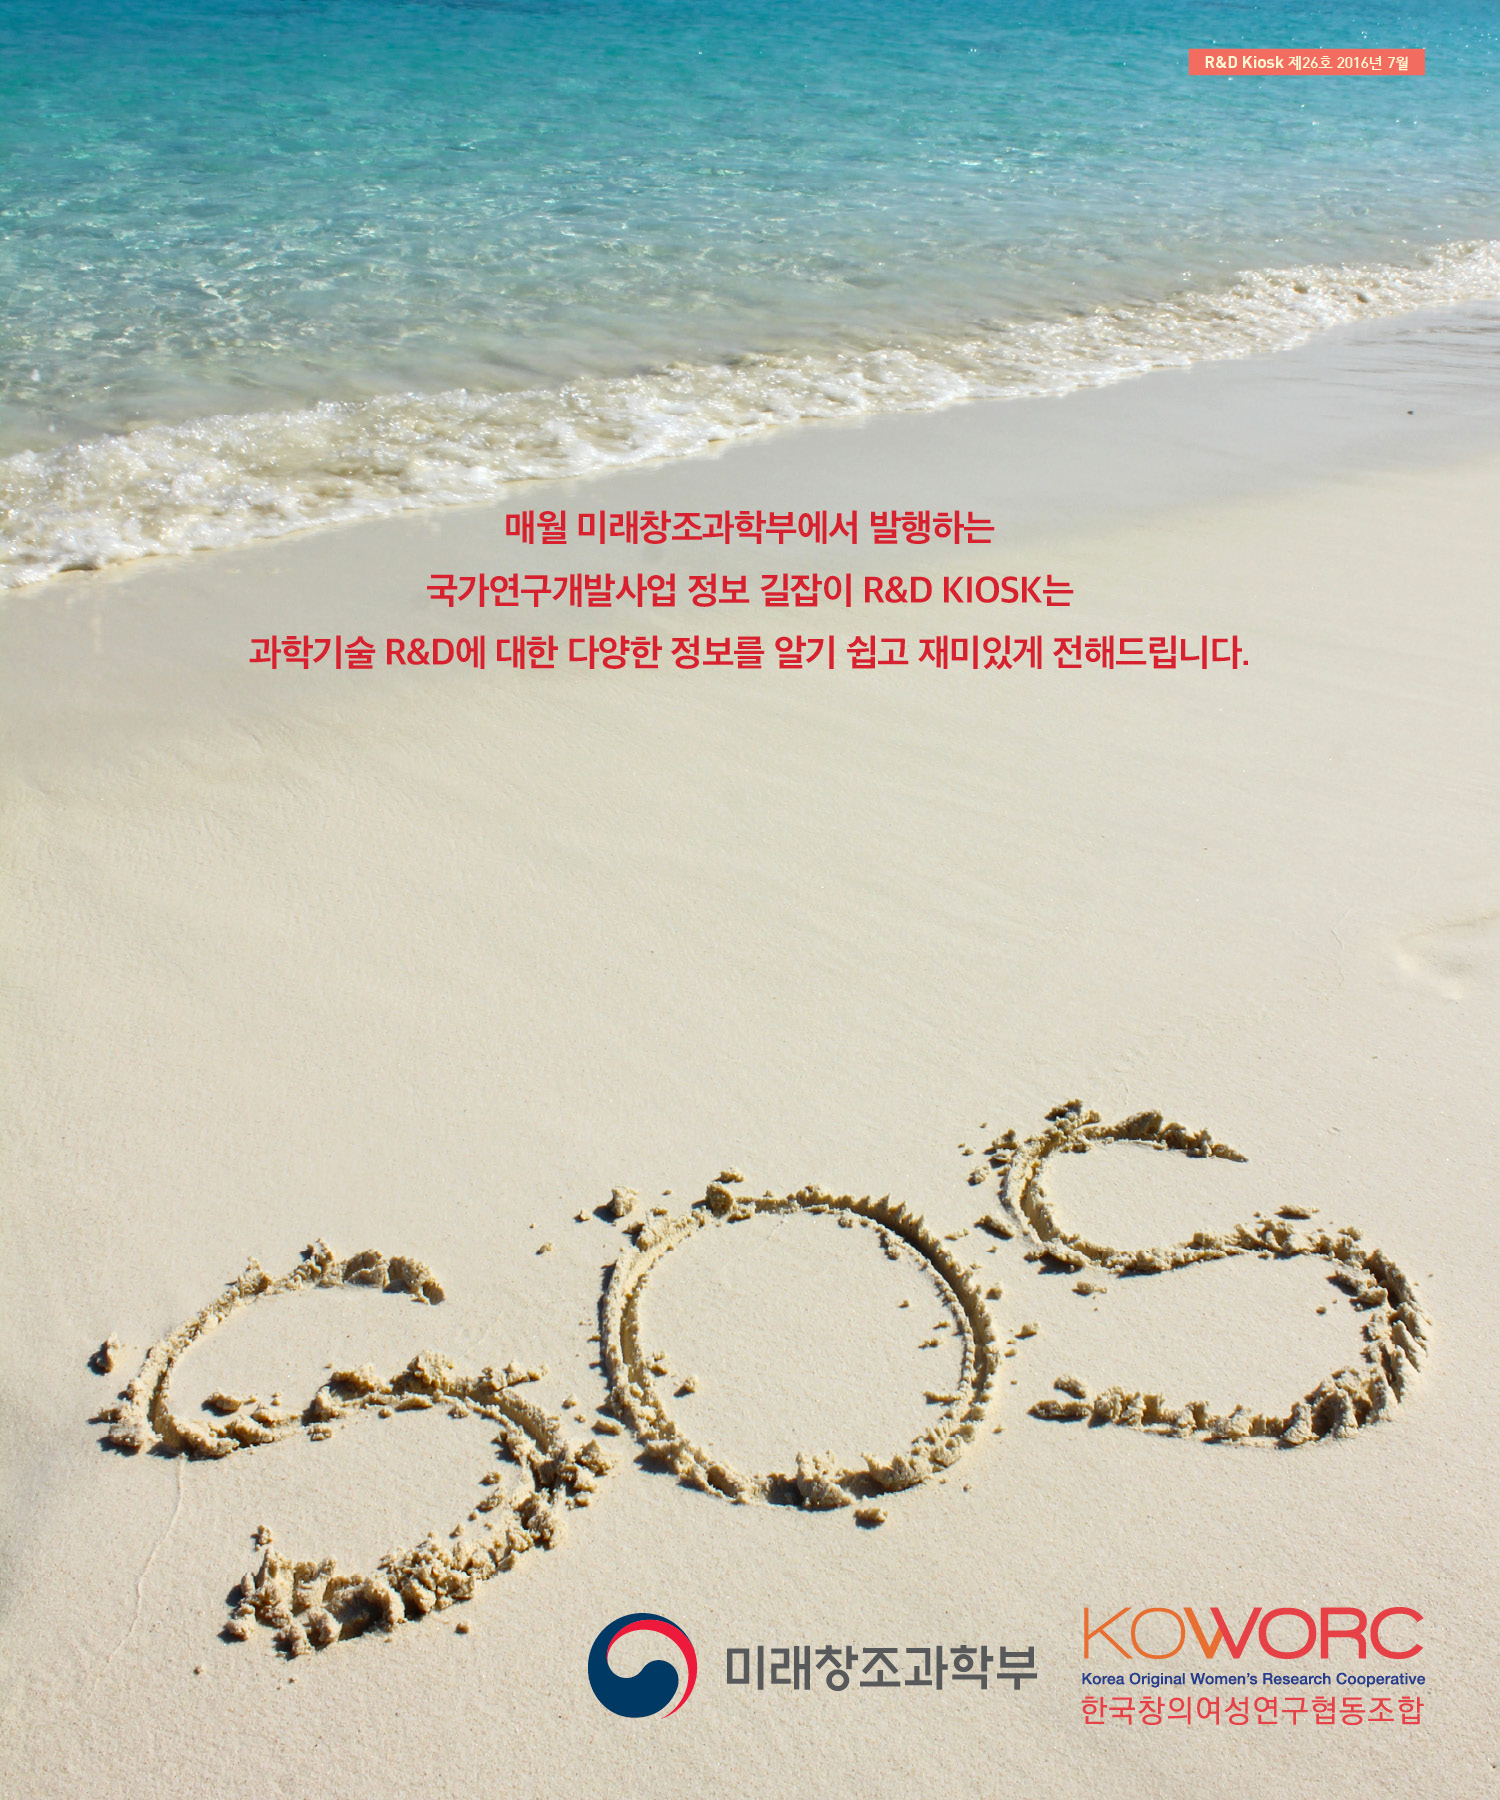 R&D Kiosk 제26호 2016년 7월
매월 미래창조과학부에서 발행하는
국가연구개발사업 정보 길잡이 R&D KIOSK는
과학기술 R&D에 대한 다양한 정보를 알기 쉽고 재미있게 전해드립니다.
SOS
미래창조과학부
KOWORC
Korea Original Women's Research Cooperative
한국창의여성연구협동조합